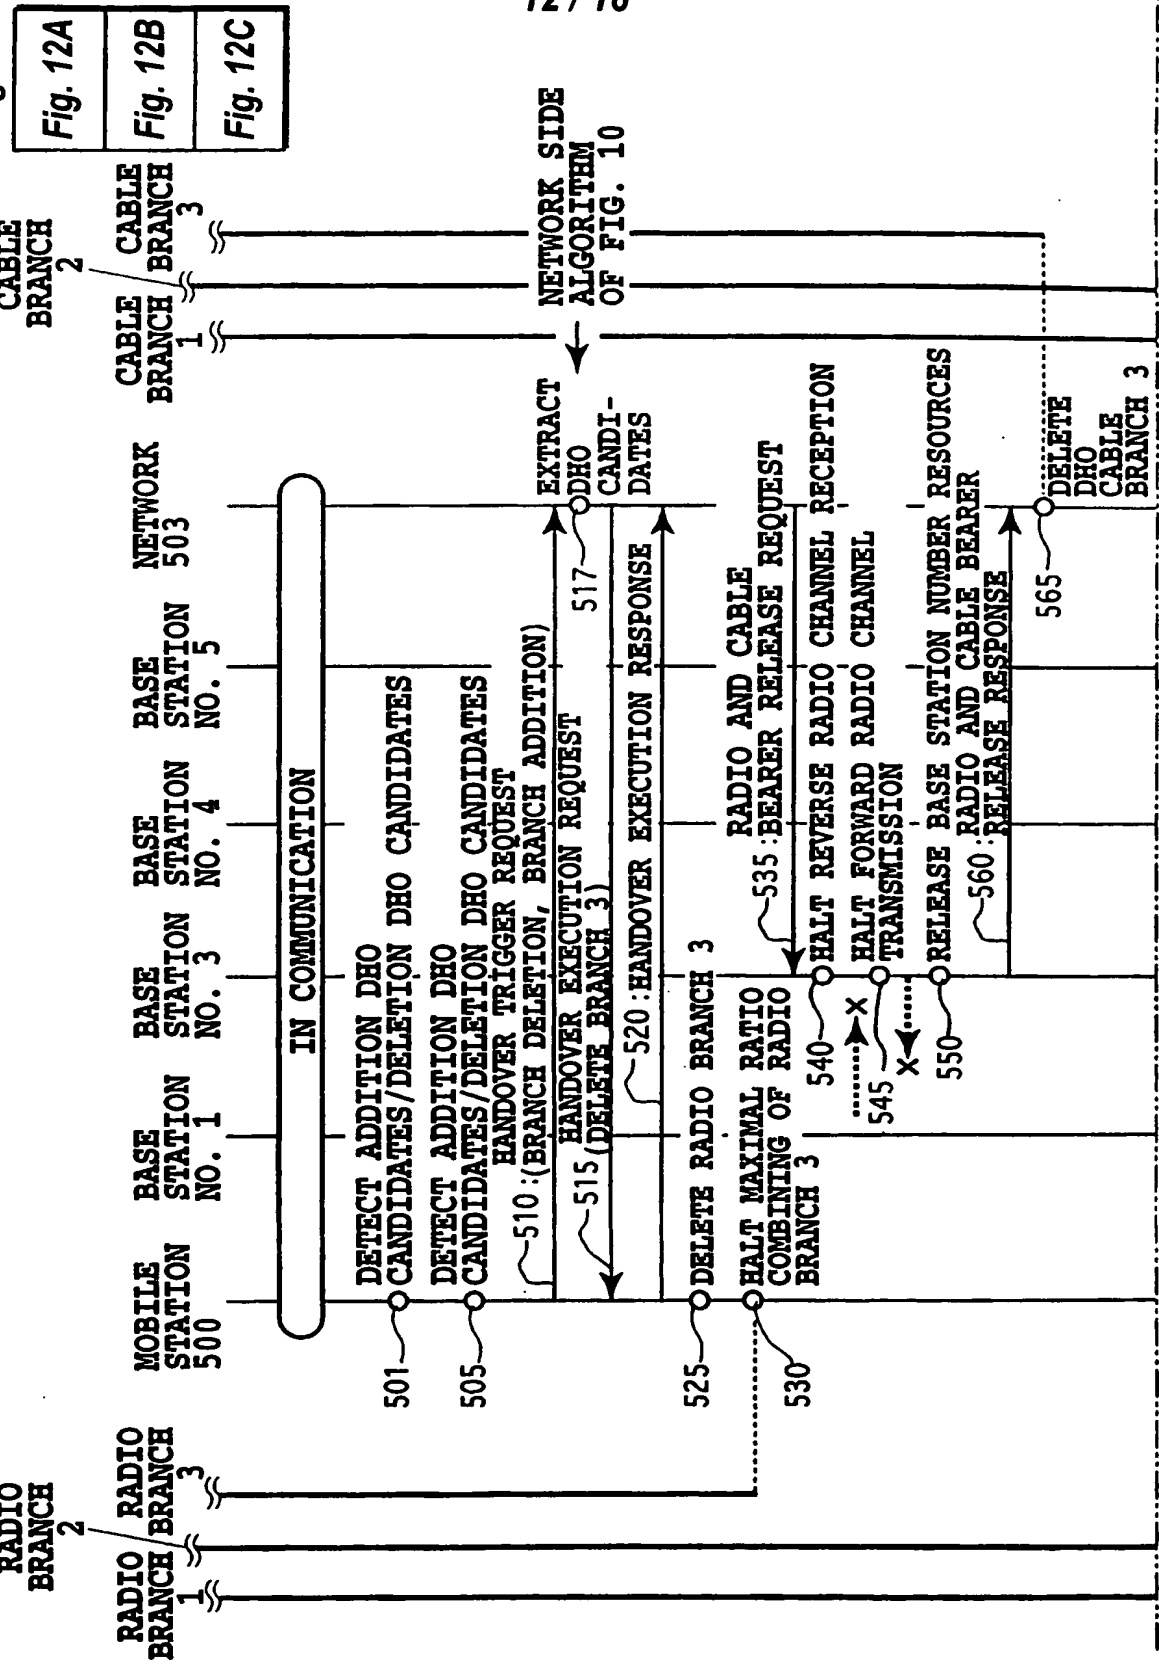 12 / 18
Fig. 12A
Fig. 12B
Fig. 12C
RADIO
BRANCH
2
RADIO
BRANCH
1
RADIO
BRANCH
3
MOBILE
STATION
500
BASE
STATION
NO. 1
BASE
STATION
NO. 3
BASE
STATION
NO. 4
BASE
STATION
NO. 5
NETWORK
503
CABLE
BRANCH
1
CABLE
BRANCH
2
CABLE
BRANCH
3
IN COMMUNICATION
501
DETECT ADDITION DHO
CANDIDATES/DELETION DHO CANDIDATES
505
DETECT ADDITION DHO
CANDIDATES/DELETION DHO CANDIDATES
HANDOVER TRIGGER REQUEST
510 :(BRANCH DELETION, BRANCH ADDITION)
EXTRACT
DHO
CANDI-
DATES
517
NETWORK SIDE
ALGORITHM
OF FIG. 10
HANDOVER EXECUTION REQUEST
515 (DELETE BRANCH 3)
520 :HANDOVER EXECUTION RESPONSE
525
DELETE RADIO BRANCH 3
530
HALT MAXIMAL RATIO
COMBINING OF RADIO
BRANCH 3
RADIO AND CABLE
535 :BEARER RELEASE REQUEST
540
HALT REVERSE RADIO CHANNEL RECEPTION
X
545
HALT FORWARD RADIO CHANNEL
TRANSMISSION
X
550
RELEASE BASE STATION NUMBER RESOURCES
RADIO AND CABLE BEARER
560 :RELEASE RESPONSE
565
DELETE
DHO
CABLE
BRANCH 3